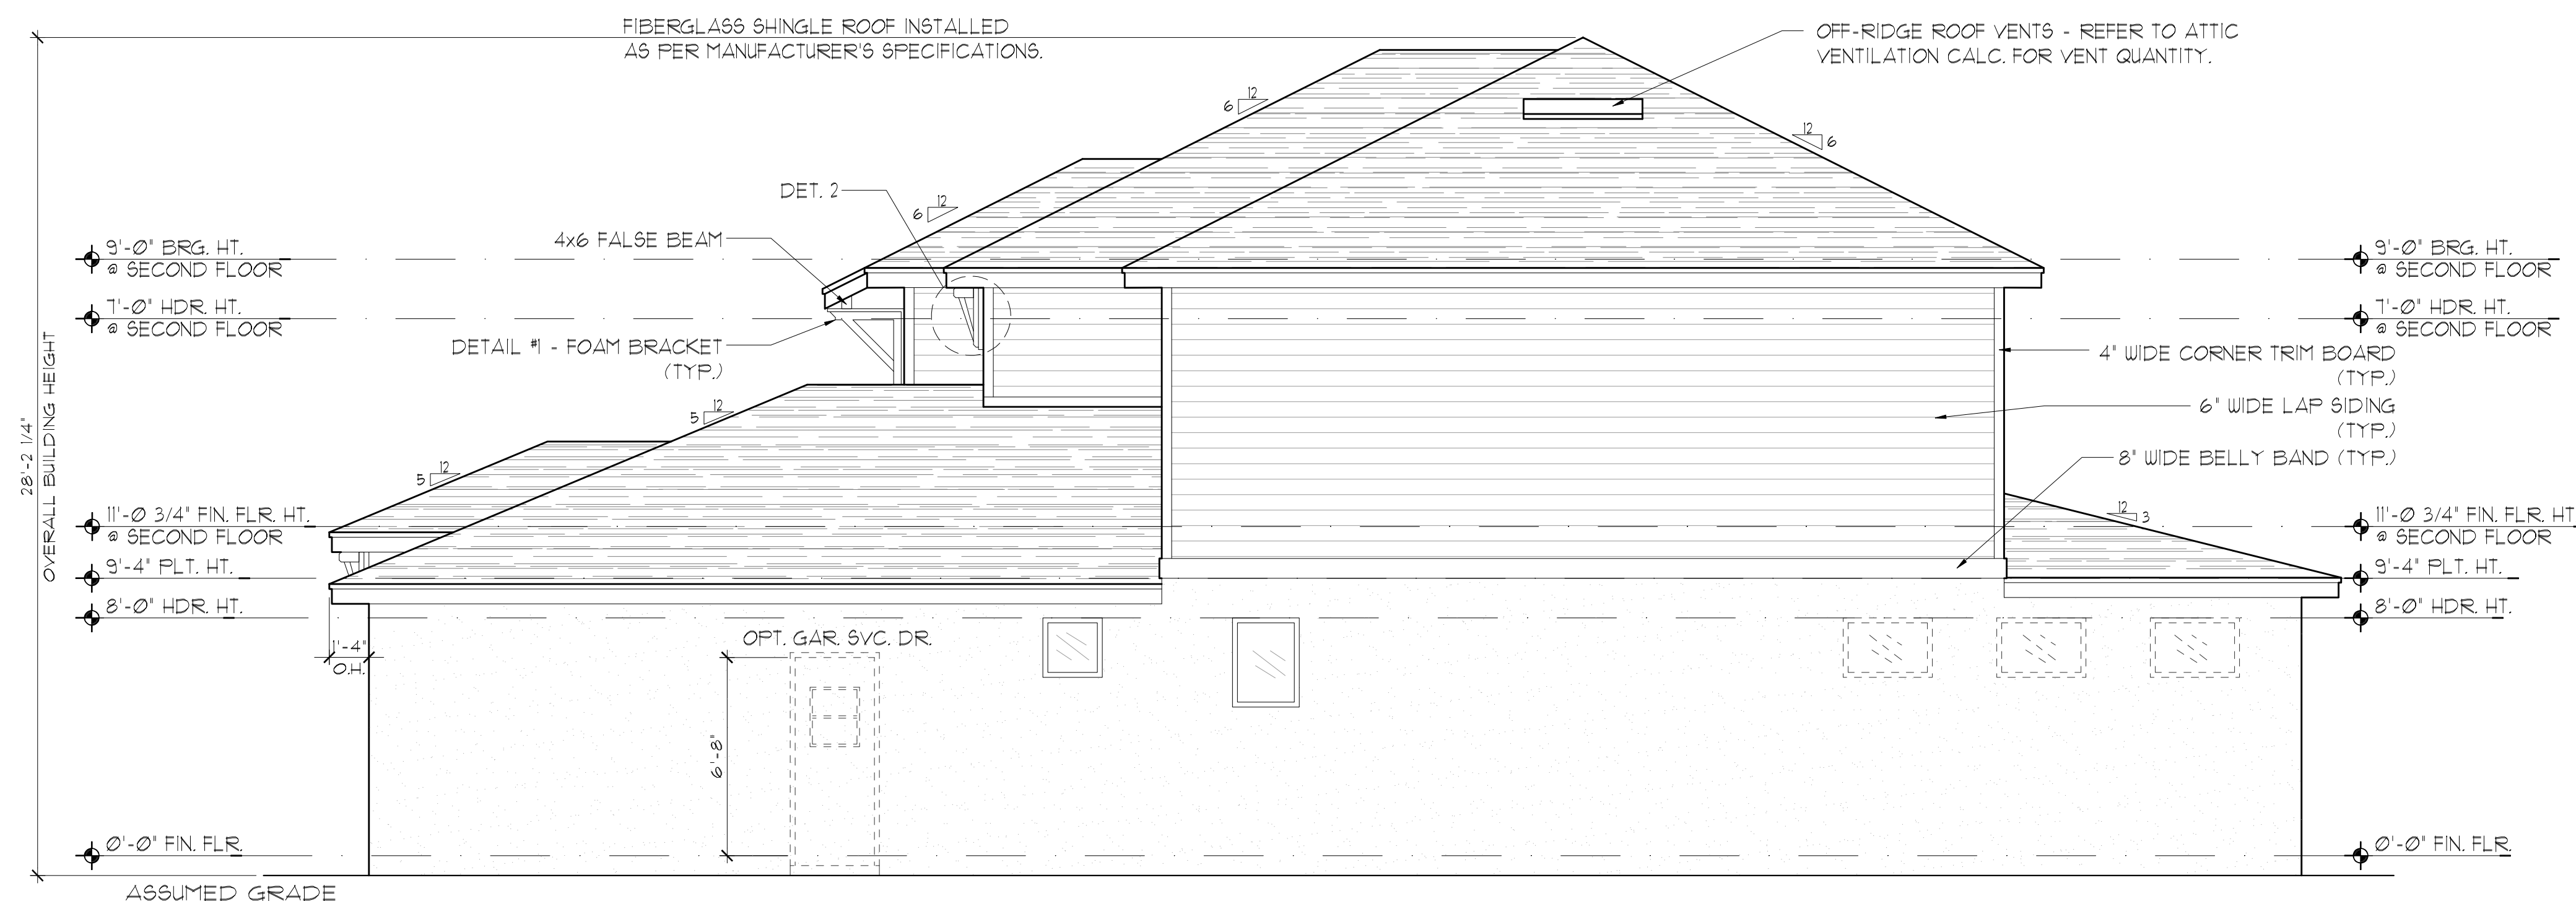 FIBERGLASS SHINGLE ROOF INSTALLED
AS PER MANUFACTURER'S SPECIFICATIONS.
OFF-RIDGE ROOF VENTS - REFER TO ATTIC
VENTILATION CALC. FOR VENT QUANTITY.
12
6
12
6
DET. 2
12
6
4x6 FALSE BEAM
9'-0" BRG. HT.
@ SECOND FLOOR
9'-0" BRG. HT.
@ SECOND FLOOR
7'-0" HDR. HT.
@ SECOND FLOOR
7'-0" HDR. HT.
@ SECOND FLOOR
DETAIL #1 - FOAM BRACKET
(TYP.)
4" WIDE CORNER TRIM BOARD
(TYP.)
6" WIDE LAP SIDING
(TYP.)
8" WIDE BELLY BAND (TYP.)
28'-2 1/4"
OVERALL BUILDING HEIGHT
12
5
12
5
12
3
11'-0 3/4" FIN. FLR. HT.
@ SECOND FLOOR
11'-0 3/4" FIN. FLR. HT
@ SECOND FLOOR
9'-4" PLT. HT.
9'-4" PLT. HT.
8'-0" HDR. HT.
8'-0" HDR. HT.
1'-4"
O.H.
OPT. GAR. SVC. DR.
6'-8"
0'-0" FIN. FLR.
0'-0" FIN. FLR.
ASSUMED GRADE